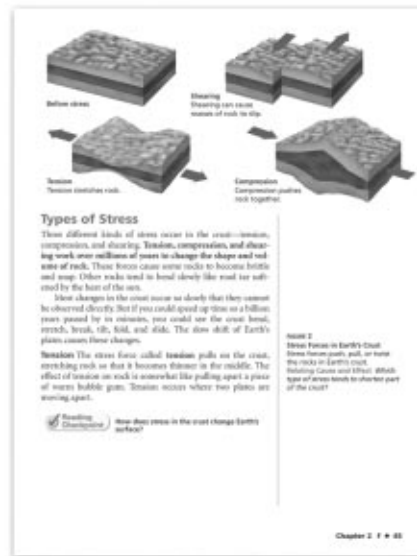 Before stress
Shearing
Shearing can cause
masses of rock to slip.
Tension
Tension stretches rock.
Compression
Compression pushes
rock together.
Types of Stress
Three different kinds of stress occur in the crust—tension,
compression, and shearing. Tension, compression, and shear-
ing work over millions of years to change the shape and vol-
ume of rock. These forces cause some rocks to become brittle
and snap. Other rocks tend to bend slowly like road tar soft-
ened by the heat of the sun.
Most changes in the crust occur so slowly that they cannot
be observed directly. But if you could speed up time so a billion
years passed by in minutes, you could see the crust bend,
stretch, break, tilt, fold, and slide. The slow shift of Earth's
plates causes these changes.
Tension The stress force called tension pulls on the crust,
stretching rock so that it becomes thinner in the middle. The
effect of tension on rock is somewhat like pulling apart a piece
of warm bubble gum. Tension occurs where two plates are
moving apart.
Reading
Checkpoint
How does stress in the crust change Earth's
surface?
FIGURE 2
Stress Forces in Earth's Crust
Stress forces push, pull, or twist
the rocks in Earth's crust.
Relating Cause and Effect Which
type of stress tends to shorten part
of the crust?
Chapter 2 F ◆ 45